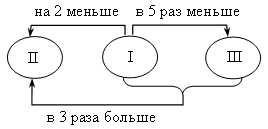 на 2 меньше
в 5 раз меньше
II
I
III
в 3 раза больше